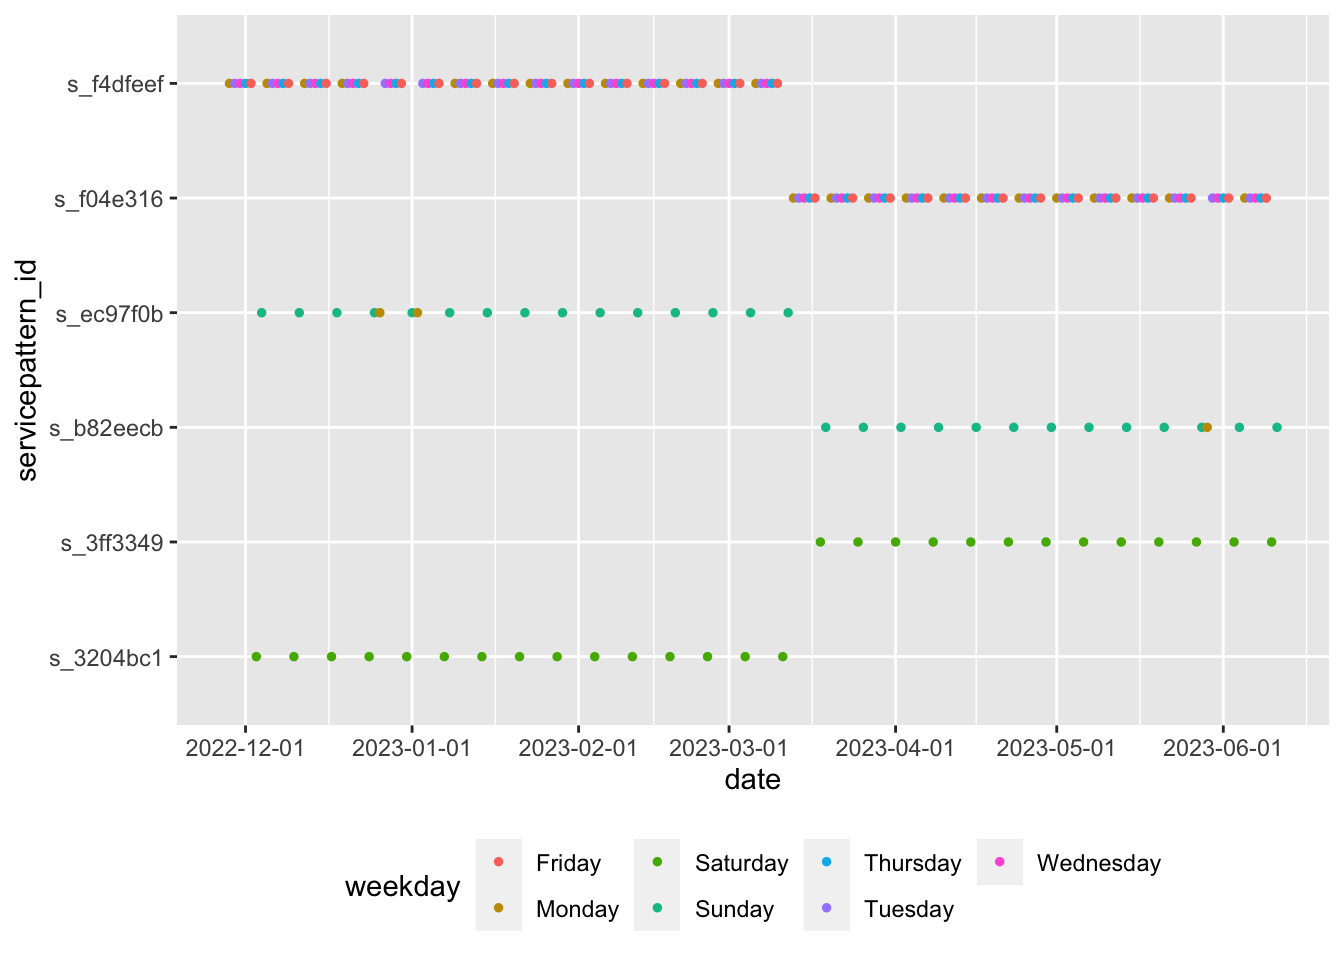 s_f4dfeef
s_f04e316
s_ec97f0b
s_b82eecb
s_3ff3349
s_3204bc1
servicepattern_id
2022-12-01 2023-01-01 2023-02-01 2023-03-01 2023-04-01 2023-05-01 2023-06-01
date
weekday
Friday Saturday Thursday Wednesday
Monday Sunday Tuesday